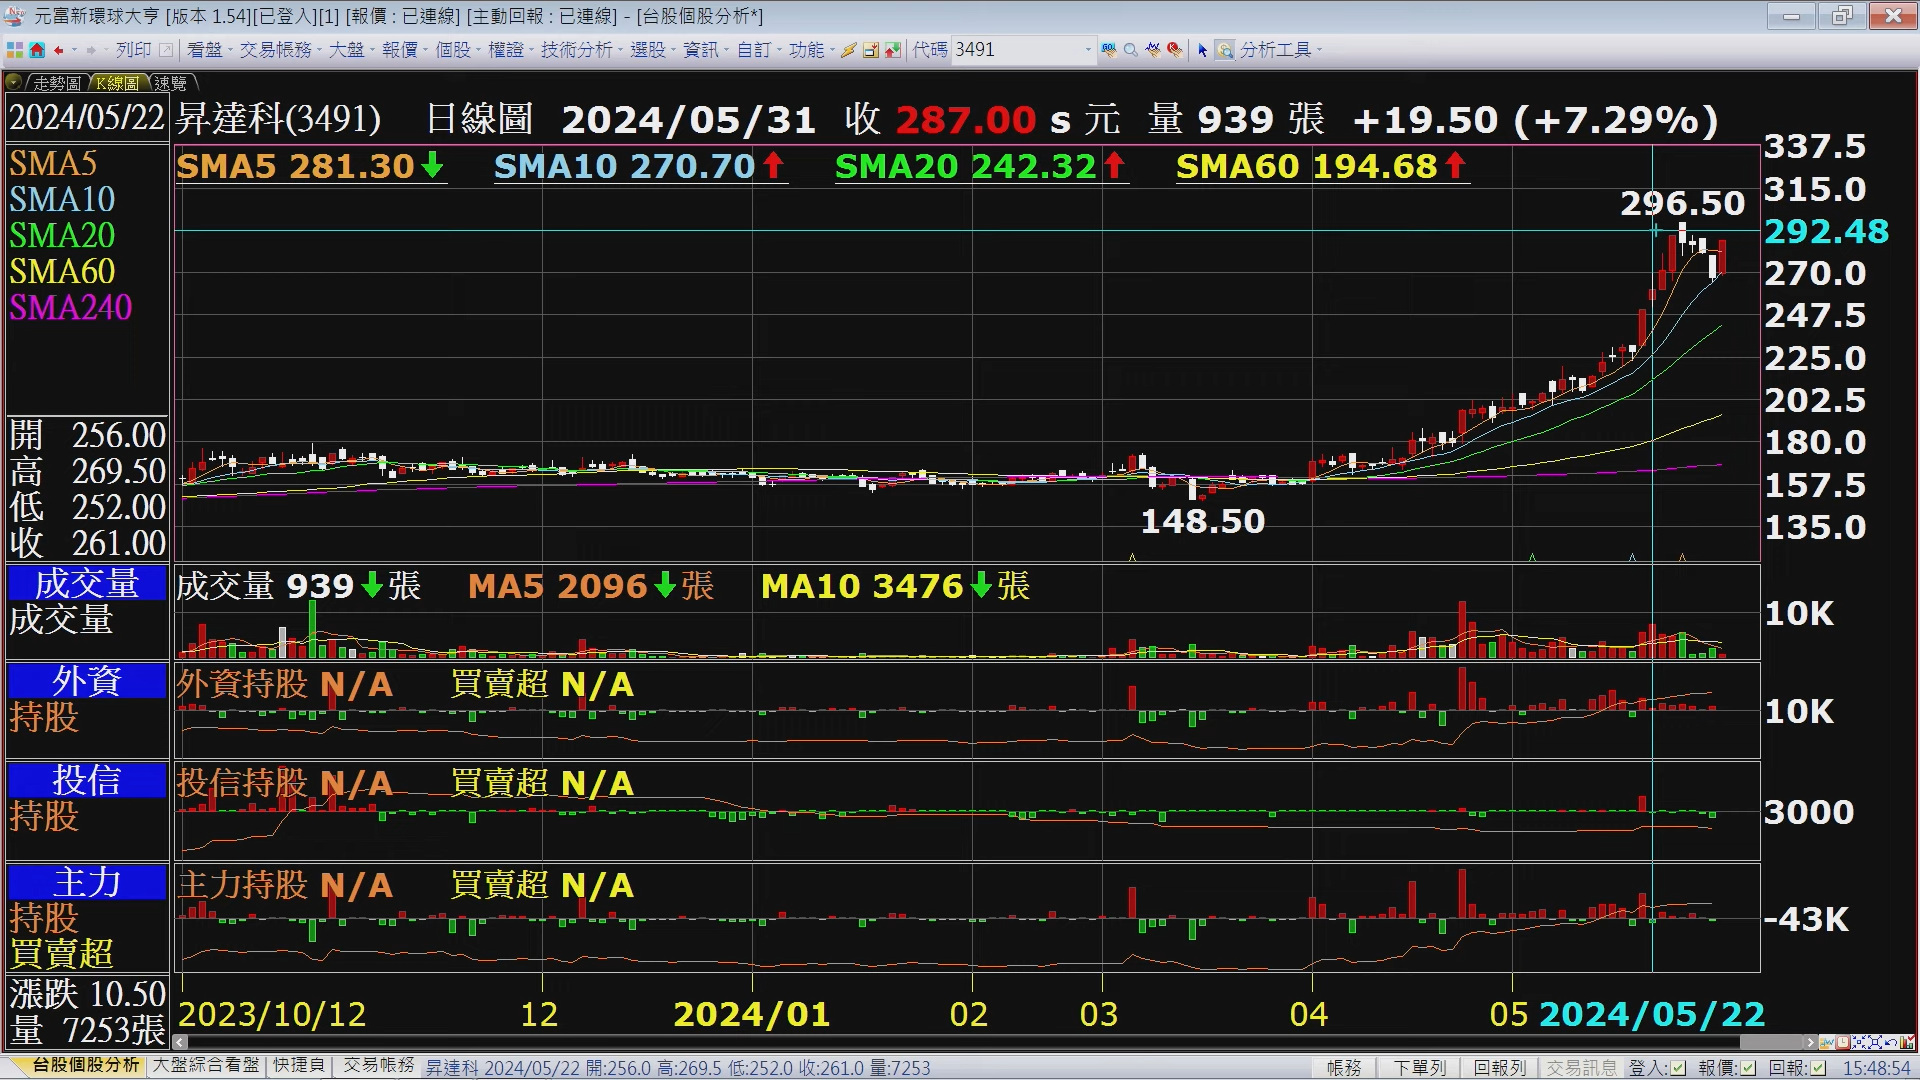 元富新環球大亨 [版本 1.54][已登入][1] [報價 : 已連線] [主動回報 : 已連線] - [台股個股分析*]
列印 看盤 交易帳務 大盤 報價 個股 權證 技術分析 選股 資訊 自訂 功能 代碼 3491 分析工具
走勢圖 K線圖 速覽
2024/05/22 昇達科(3491) 日線圖 2024/05/31 收 287.00 s 元 量 939 張 +19.50 (+7.29%)
SMA5 281.30 SMA10 270.70 SMA20 242.32 SMA60 194.68
SMA5
SMA10
SMA20
SMA60
SMA240
337.5
315.0
292.48
270.0
247.5
225.0
202.5
180.0
157.5
135.0
296.50
148.50
開 256.00
高 269.50
低 252.00
收 261.00
成交量
成交量
成交量 939 張 MA5 2096 張 MA10 3476 張
10K
外資
持股
外資持股 N/A 買賣超 N/A
10K
投信
持股
投信持股 N/A 買賣超 N/A
3000
主力
持股
買賣超
主力持股 N/A 買賣超 N/A
-43K
漲跌 10.50
量 7253張
2023/10/12 12 2024/01 02 03 04 05 2024/05/22
台股個股分析 大盤綜合看盤 快捷頁 交易帳務 昇達科 2024/05/22 開:256.0 高:269.5 低:252.0 收:261.0 量:7253 帳務 下單列 回報列 交易訊息 登入: 報價: 回報: 15:48:54